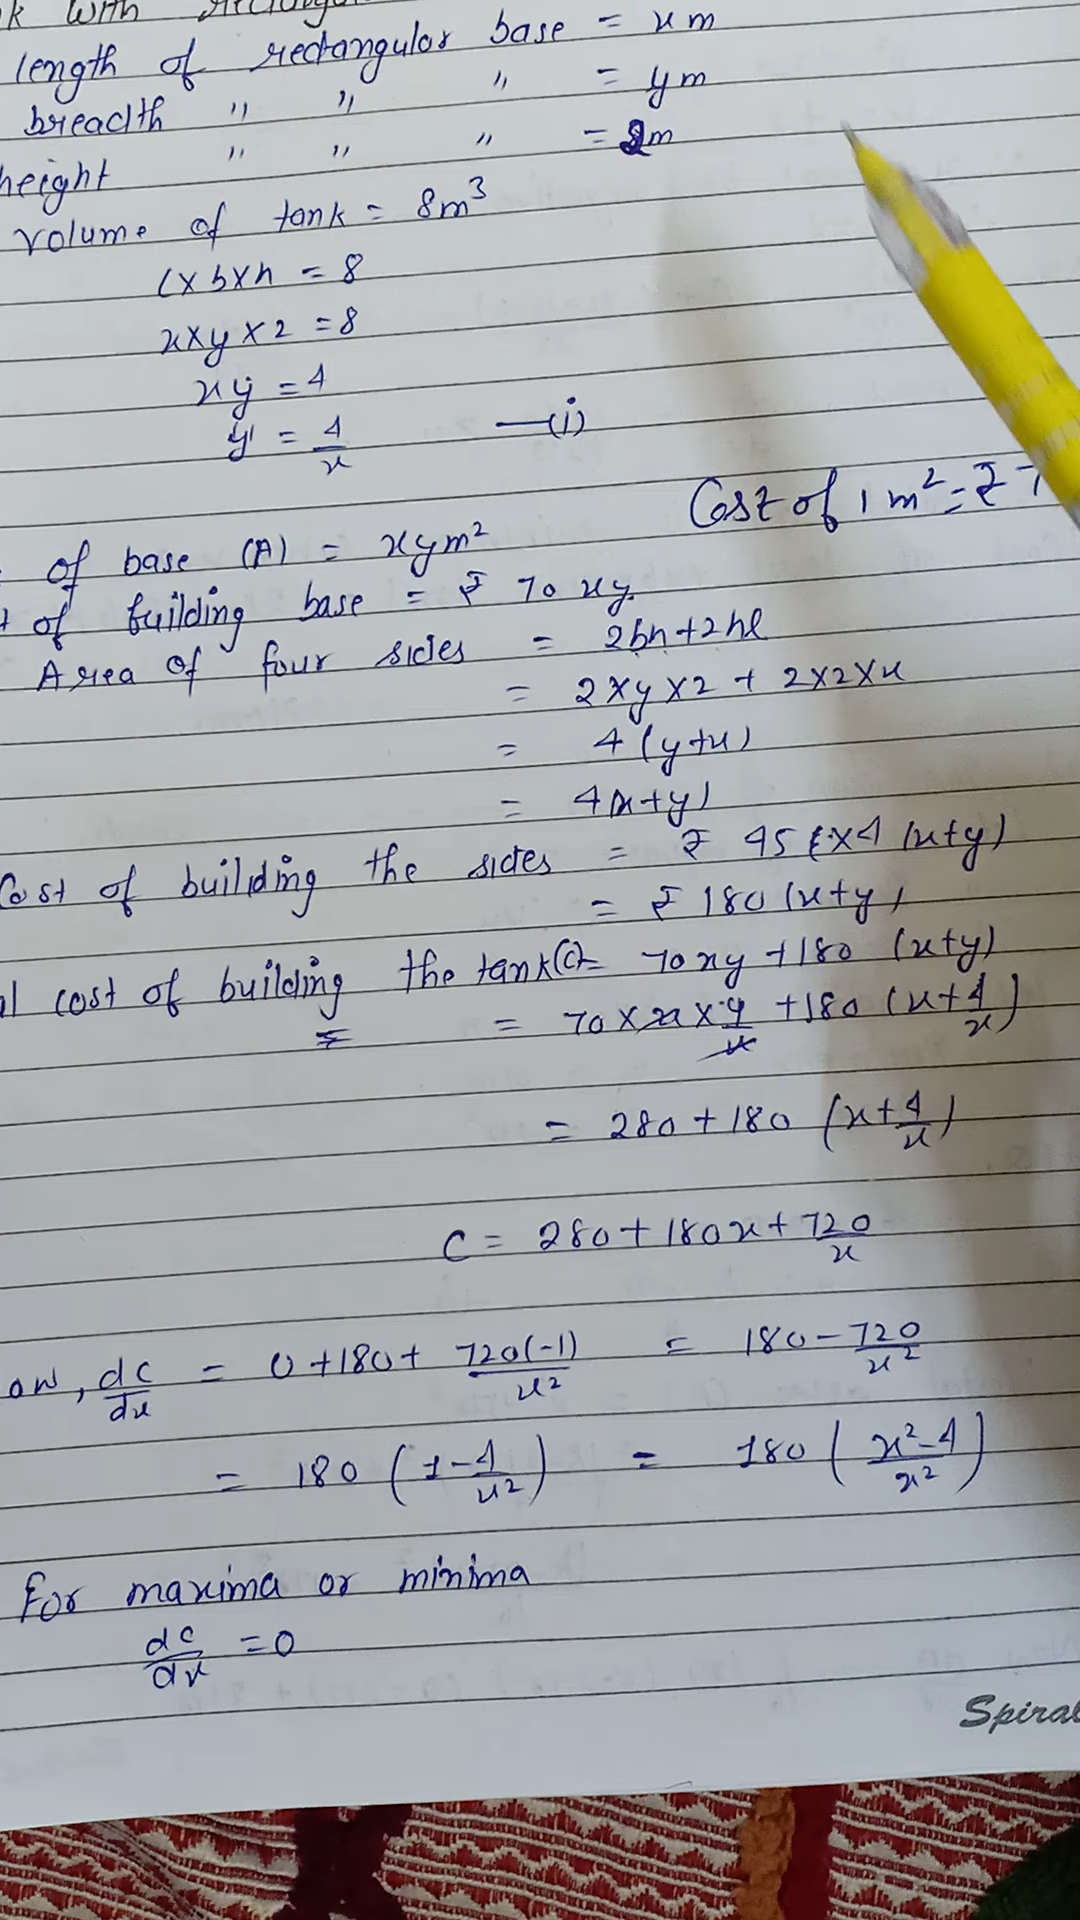 k with
length of rectangular base = x m
breadth " " " = y m
height " " " = 2m
volume of tank = 8m³
l×b×h = 8
x×y×2 = 8
xy = 4
y = 4/x —(i)
Cost of 1 m² = ₹ 7
of base (A) = xy m²
of building base = ₹ 70 xy
Area of four sides = 2bh+2hl
= 2×y×2 + 2×2×x
= 4(y+x)
= 4(x+y)
Cost of building the sides = ₹ 45 ×4 (x+y)
= ₹ 180 (x+y)
cost of building the tank(C)= 70xy +180 (x+y)
= = 70×x×4/x +180 (x+4/x)
= 280+180 (x+4/x)
C = 280+180x+720/x
ow, dc/dx = 0+180+ 720(-1)/x² = 180-720/x²
= 180 (1-4/x²) = 180 (x²-4/x²)
For maxima or minima
dc/dx = 0
Spiral